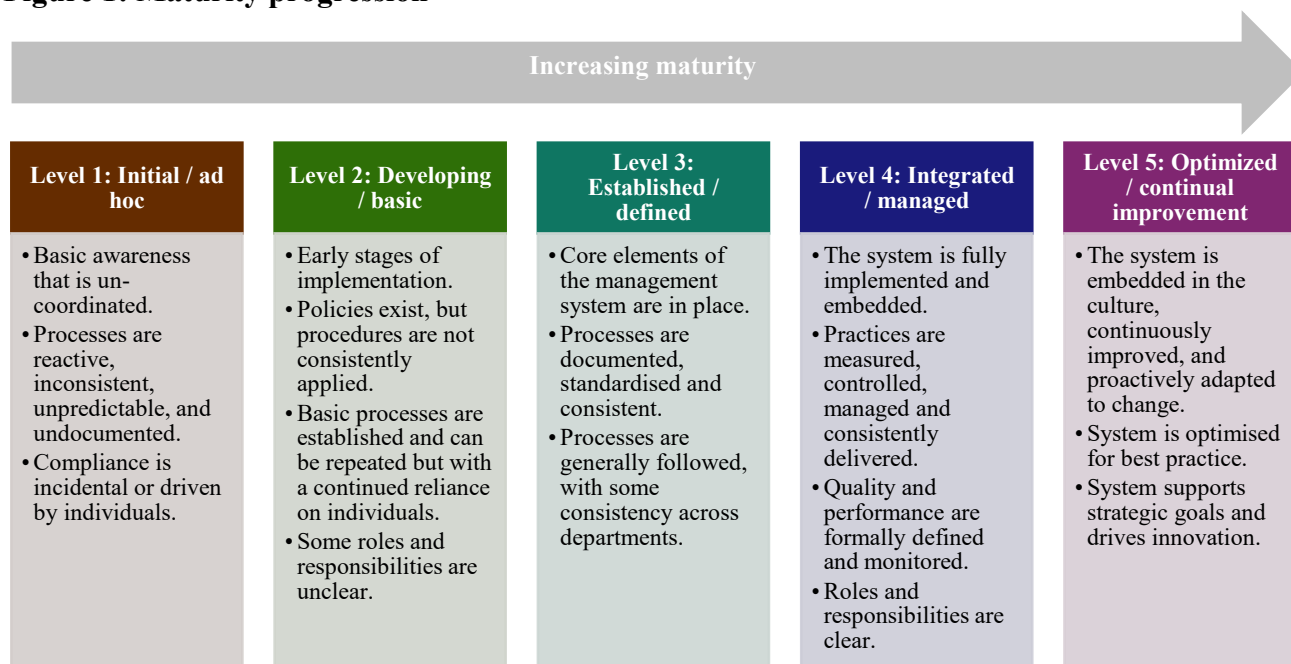 Figure 1. Maturity progression
Increasing maturity
Level 1: Initial / ad
hoc
• Basic awareness
that is un-
coordinated.
• Processes are
reactive,
inconsistent,
unpredictable, and
undocumented.
• Compliance is
incidental or driven
by individuals.
Level 2: Developing
/ basic
• Early stages of
implementation.
• Policies exist, but
procedures are not
consistently
applied.
• Basic processes are
established and can
be repeated but with
a continued reliance
on individuals.
• Some roles and
responsibilities are
unclear.
Level 3:
Established /
defined
• Core elements of
the management
system are in place.
• Processes are
documented,
standardised and
consistent.
• Processes are
generally followed,
with some
consistency across
departments.
Level 4: Integrated
/ managed
• The system is fully
implemented and
embedded.
• Practices are
measured,
controlled,
managed and
consistently
delivered.
• Quality and
performance are
formally defined
and monitored.
• Roles and
responsibilities are
clear.
Level 5: Optimized
/ continual
improvement
• The system is
embedded in the
culture,
continuously
improved, and
proactively adapted
to change.
• System is optimised
for best practice.
• System supports
strategic goals and
drives innovation.